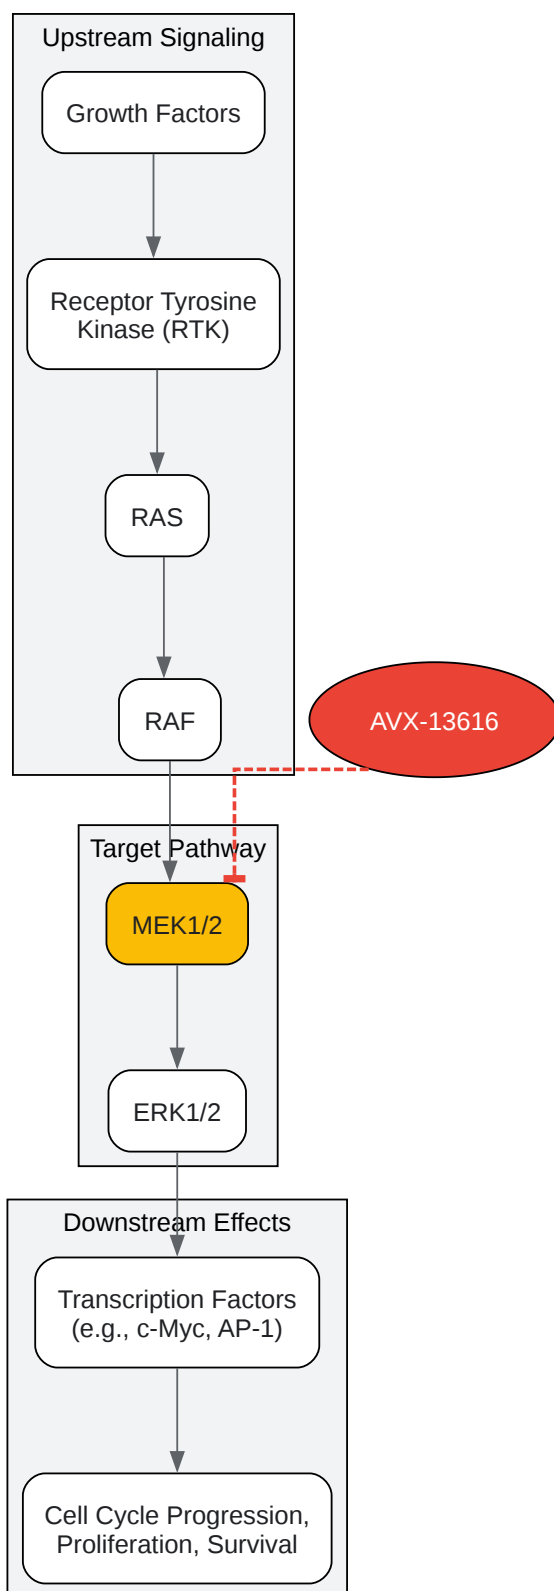 Upstream Signaling
Growth Factors
Receptor Tyrosine
Kinase (RTK)
RAS
RAF
AVX-13616
Target Pathway
MEK1/2
ERK1/2
Downstream Effects
Transcription Factors
(e.g., c-Myc, AP-1)
Cell Cycle Progression,
Proliferation, Survival